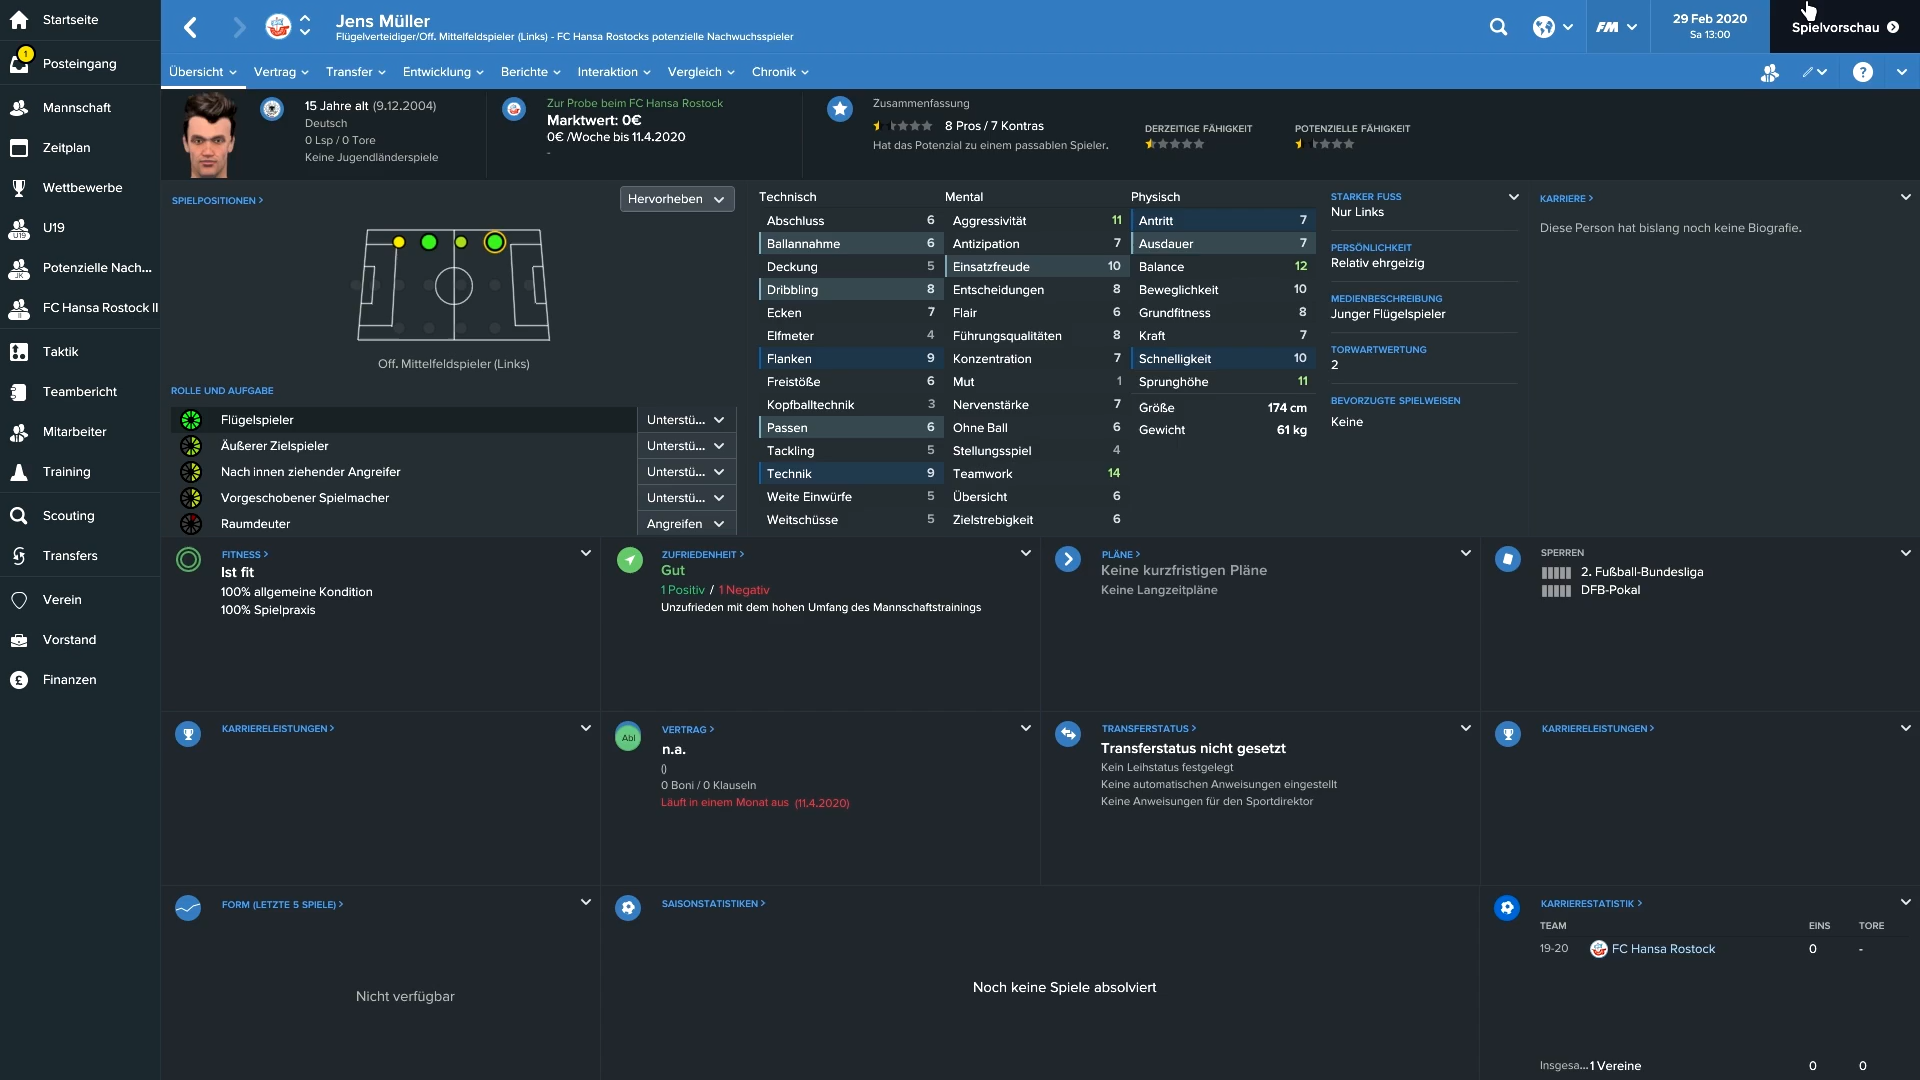 Startseite
Posteingang
1
Mannschaft
Zeitplan
Wettbewerbe
U19
Potenzielle Nach...
FC Hansa Rostock II
Taktik
Teambericht
Mitarbeiter
Training
Scouting
Transfers
Verein
Vorstand
Finanzen
Jens Müller
Flügelverteidiger/Off. Mittelfeldspieler (Links) - FC Hansa Rostocks potenzielle Nachwuchsspieler
FM
29 Feb 2020
Sa 13:00
Spielvorschau
Übersicht Vertrag Transfer Entwicklung Berichte Interaktion Vergleich Chronik
15 Jahre alt (9.12.2004)
Deutsch
0 Lsp / 0 Tore
Keine Jugendländerspiele
Zur Probe beim FC Hansa Rostock
Marktwert: 0€
0€ /Woche bis 11.4.2020
-
Zusammenfassung
8 Pros / 7 Kontras
Hat das Potenzial zu einem passablen Spieler.
DERZEITIGE FÄHIGKEIT
POTENZIELLE FÄHIGKEIT
SPIELPOSITIONEN >
Hervorheben
Off. Mittelfeldspieler (Links)
ROLLE UND AUFGABE
Flügelspieler Unterstü...
Äußerer Zielspieler Unterstü...
Nach innen ziehender Angreifer Unterstü...
Vorgeschobener Spielmacher Unterstü...
Raumdeuter Angreifen
Technisch
Abschluss 6
Ballannahme 6
Deckung 5
Dribbling 8
Ecken 7
Elfmeter 4
Flanken 9
Freistöße 6
Kopfballtechnik 3
Passen 6
Tackling 5
Technik 9
Weite Einwürfe 5
Weitschüsse 5
Mental
Aggressivität 11
Antizipation 7
Einsatzfreude 10
Entscheidungen 8
Flair 6
Führungsqualitäten 8
Konzentration 7
Mut 1
Nervenstärke 7
Ohne Ball 6
Stellungsspiel 4
Teamwork 14
Übersicht 6
Zielstrebigkeit 6
Physisch
Antritt 7
Ausdauer 7
Balance 12
Beweglichkeit 10
Grundfitness 8
Kraft 7
Schnelligkeit 10
Sprunghöhe 11
Größe 174 cm
Gewicht 61 kg
STARKER FUSS
Nur Links
PERSÖNLICHKEIT
Relativ ehrgeizig
MEDIENBESCHREIBUNG
Junger Flügelspieler
TORWARTWERTUNG
2
BEVORZUGTE SPIELWEISEN
Keine
KARRIERE >
Diese Person hat bislang noch keine Biografie.
FITNESS >
Ist fit
100% allgemeine Kondition
100% Spielpraxis
ZUFRIEDENHEIT >
Gut
1 Positiv / 1 Negativ
Unzufrieden mit dem hohen Umfang des Mannschaftstrainings
PLÄNE >
Keine kurzfristigen Pläne
Keine Langzeitpläne
SPERREN
2. Fußball-Bundesliga
DFB-Pokal
KARRIERELEISTUNGEN >
Abl
VERTRAG >
n.a.
()
0 Boni / 0 Klauseln
Läuft in einem Monat aus (11.4.2020)
TRANSFERSTATUS >
Transferstatus nicht gesetzt
Kein Leihstatus festgelegt
Keine automatischen Anweisungen eingestellt
Keine Anweisungen für den Sportdirektor
KARRIERELEISTUNGEN >
FORM (LETZTE 5 SPIELE) >
Nicht verfügbar
SAISONSTATISTIKEN >
Noch keine Spiele absolviert
KARRIERESTATISTIK >
TEAM EINS TORE
19-20 FC Hansa Rostock 0 -
Insgesa... 1 Vereine 0 0